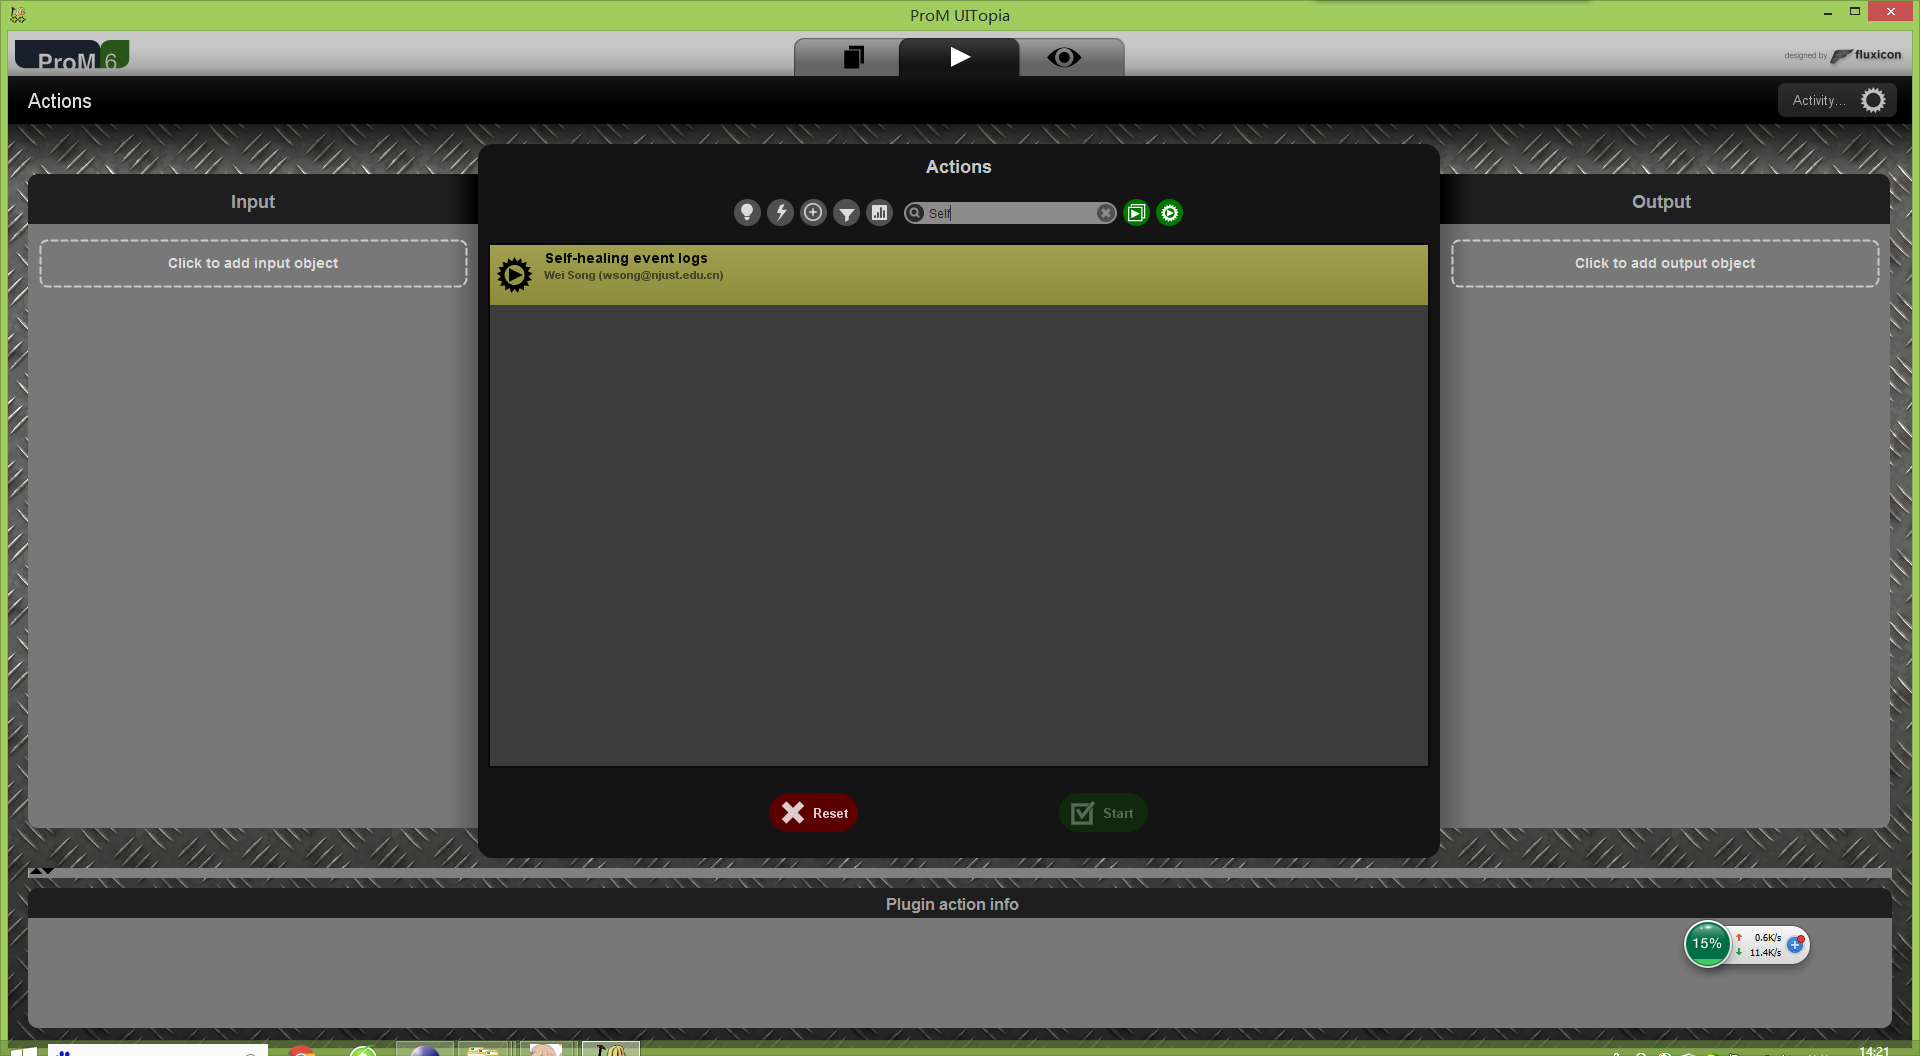 ProM UITopia
ProM 6
designed by fluxicon
Actions
Activity...
Actions
Input
Output
Self
Click to add input object
Self-healing event logs
Wei Song (wsong@njust.edu.cn)
Click to add output object
Reset
Start
Plugin action info
15%
0.6K/s
11.4K/s
14:21